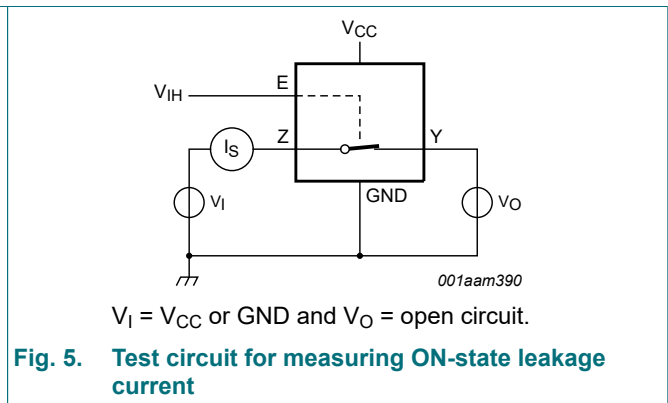 VCC
VIH
E
IS
Z
Y
VI
GND
VO
001aam390
VI = VCC or GND and VO = open circuit.
Fig. 5. Test circuit for measuring ON-state leakage
current